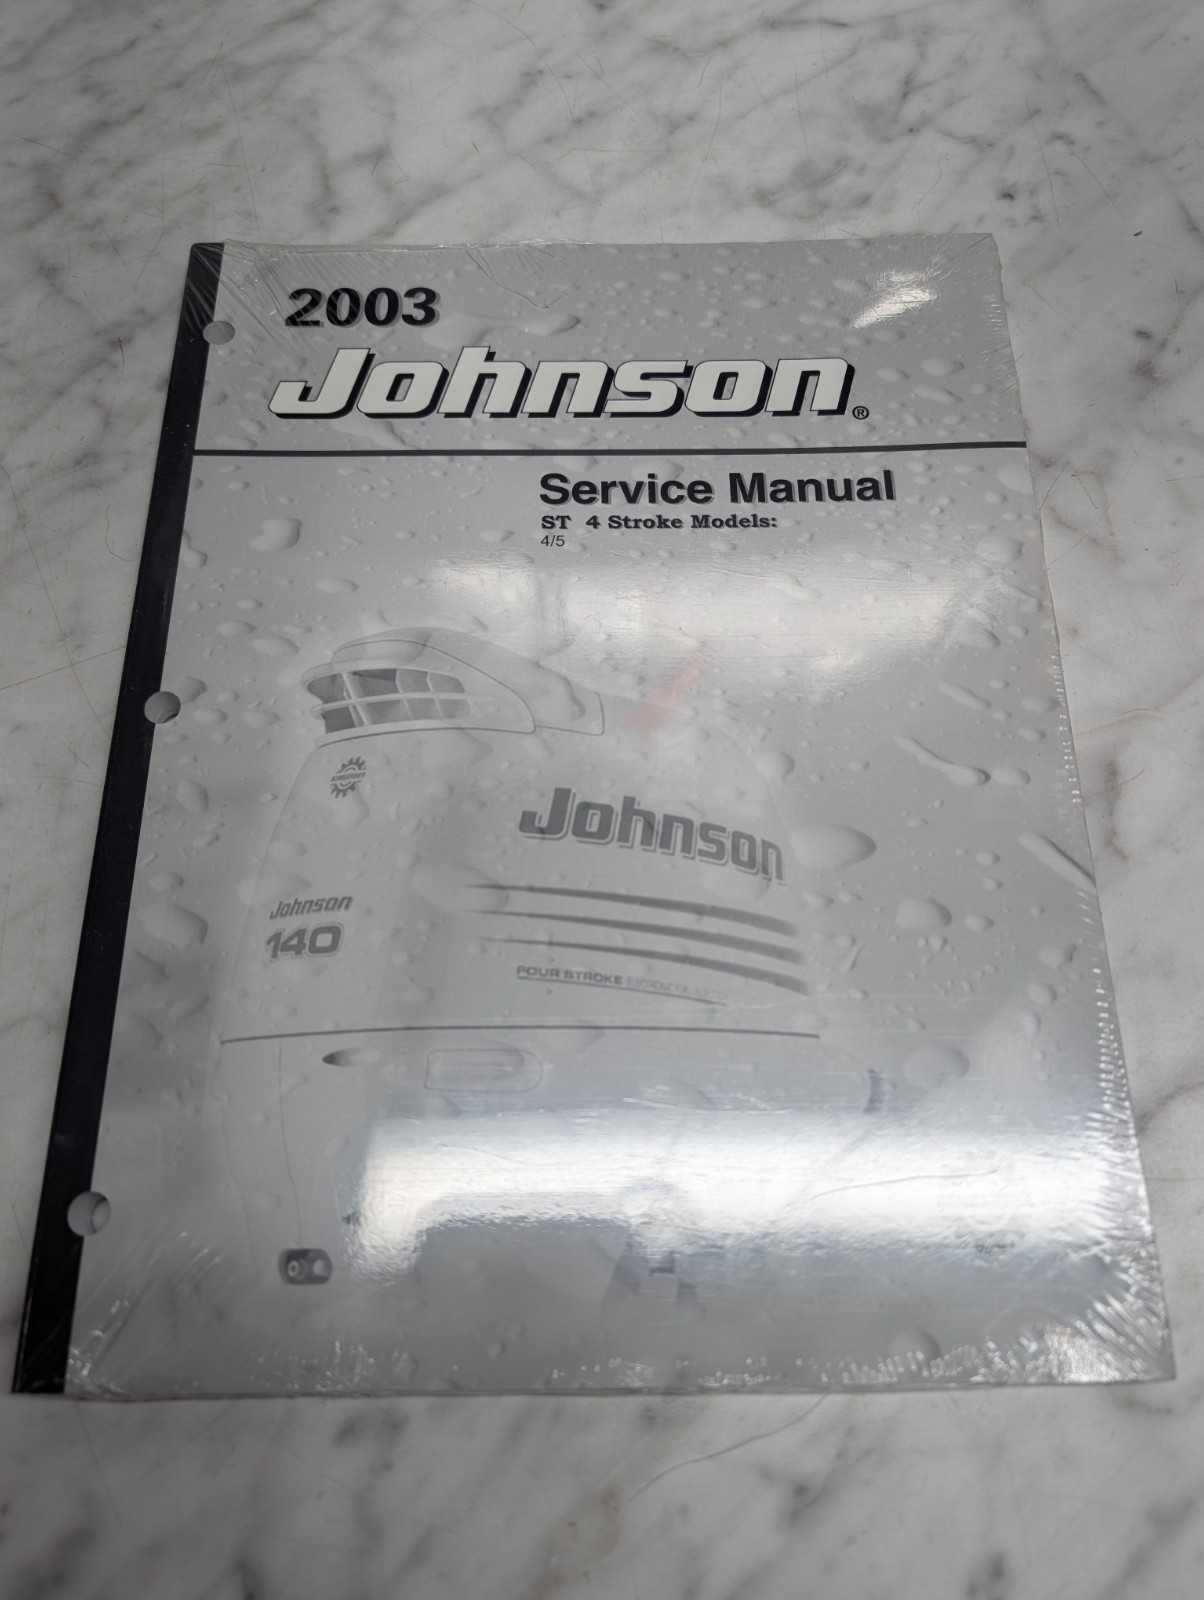 2003
Johnson®
Service Manual
ST 4 Stroke Models:
4/5
Johnson
Johnson
140
FOUR STROKE